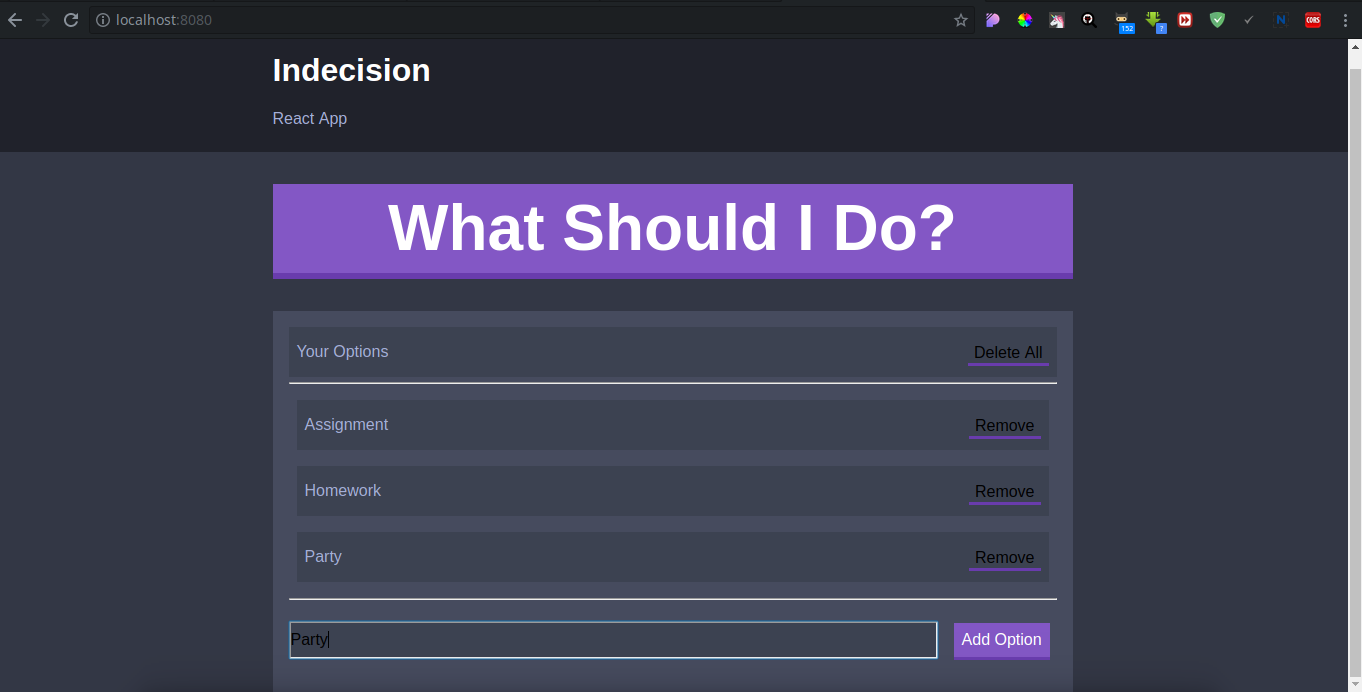 localhost:8080
152
?
N
CORS
Indecision
React App
What Should I Do?
Your Options Delete All
Assignment Remove
Homework Remove
Party Remove
Party Add Option